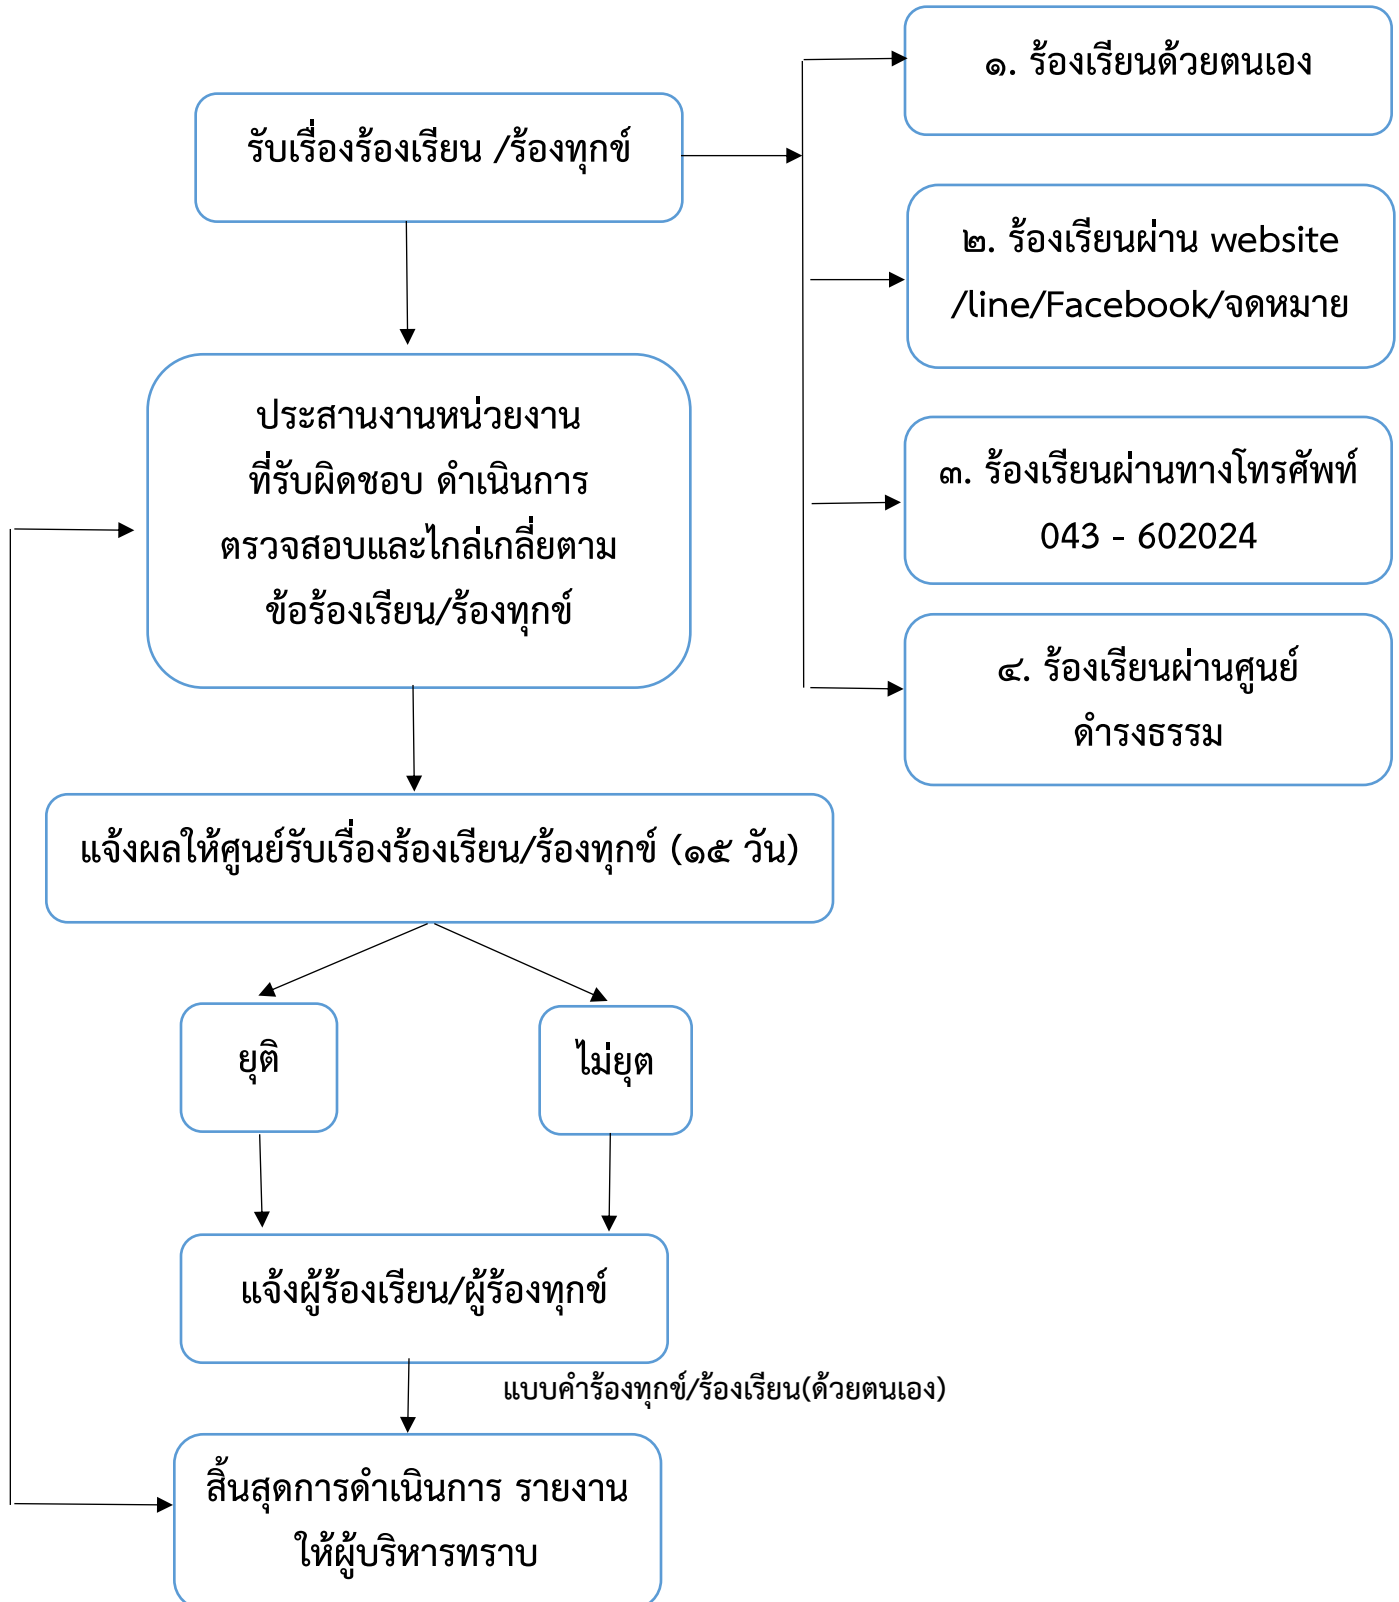 รับเรื่องร้องเรียน /ร้องทุกข์
๑. ร้องเรียนด้วยตนเอง
๒. ร้องเรียนผ่าน website
/line/Facebook/จดหมาย
๓. ร้องเรียนผ่านทางโทรศัพท์
043 - 602024
๔. ร้องเรียนผ่านศูนย์
ดำรงธรรม
ประสานงานหน่วยงาน
ที่รับผิดชอบ ดำเนินการ
ตรวจสอบและไกล่เกลี่ยตาม
ข้อร้องเรียน/ร้องทุกข์
แจ้งผลให้ศูนย์รับเรื่องร้องเรียน/ร้องทุกข์ (๑๕ วัน)
ยุติ
ไม่ยุต
แจ้งผู้ร้องเรียน/ผู้ร้องทุกข์
แบบคำร้องทุกข์/ร้องเรียน(ด้วยตนเอง)
สิ้นสุดการดำเนินการ รายงาน
ให้ผู้บริหารทราบ